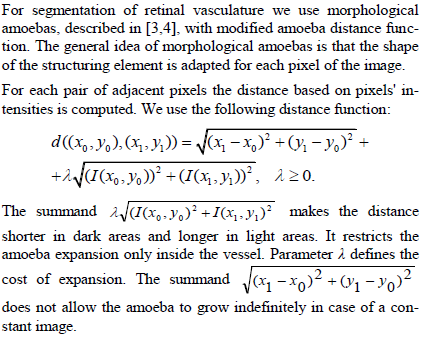 For segmentation of retinal vasculature we use morphological
amoebas, described in [3,4], with modified amoeba distance func-
tion. The general idea of morphological amoebas is that the shape
of the structuring element is adapted for each pixel of the image.
For each pair of adjacent pixels the distance based on pixels' in-
tensities is computed. We use the following distance function:
d((x₀,y₀),(x₁,y₁)) = √((x₁ − x₀)² + (y₁ − y₀)²) +
+λ√((I(x₀,y₀))² + (I(x₁,y₁))²), λ ≥ 0.
The summand λ√(I(x₀,y₀)² + I(x₁,y₁)²) makes the distance
shorter in dark areas and longer in light areas. It restricts the
amoeba expansion only inside the vessel. Parameter λ defines the
cost of expansion. The summand √((x₁ − x₀)² + (y₁ − y₀)²)
does not allow the amoeba to grow indefinitely in case of a con-
stant image.